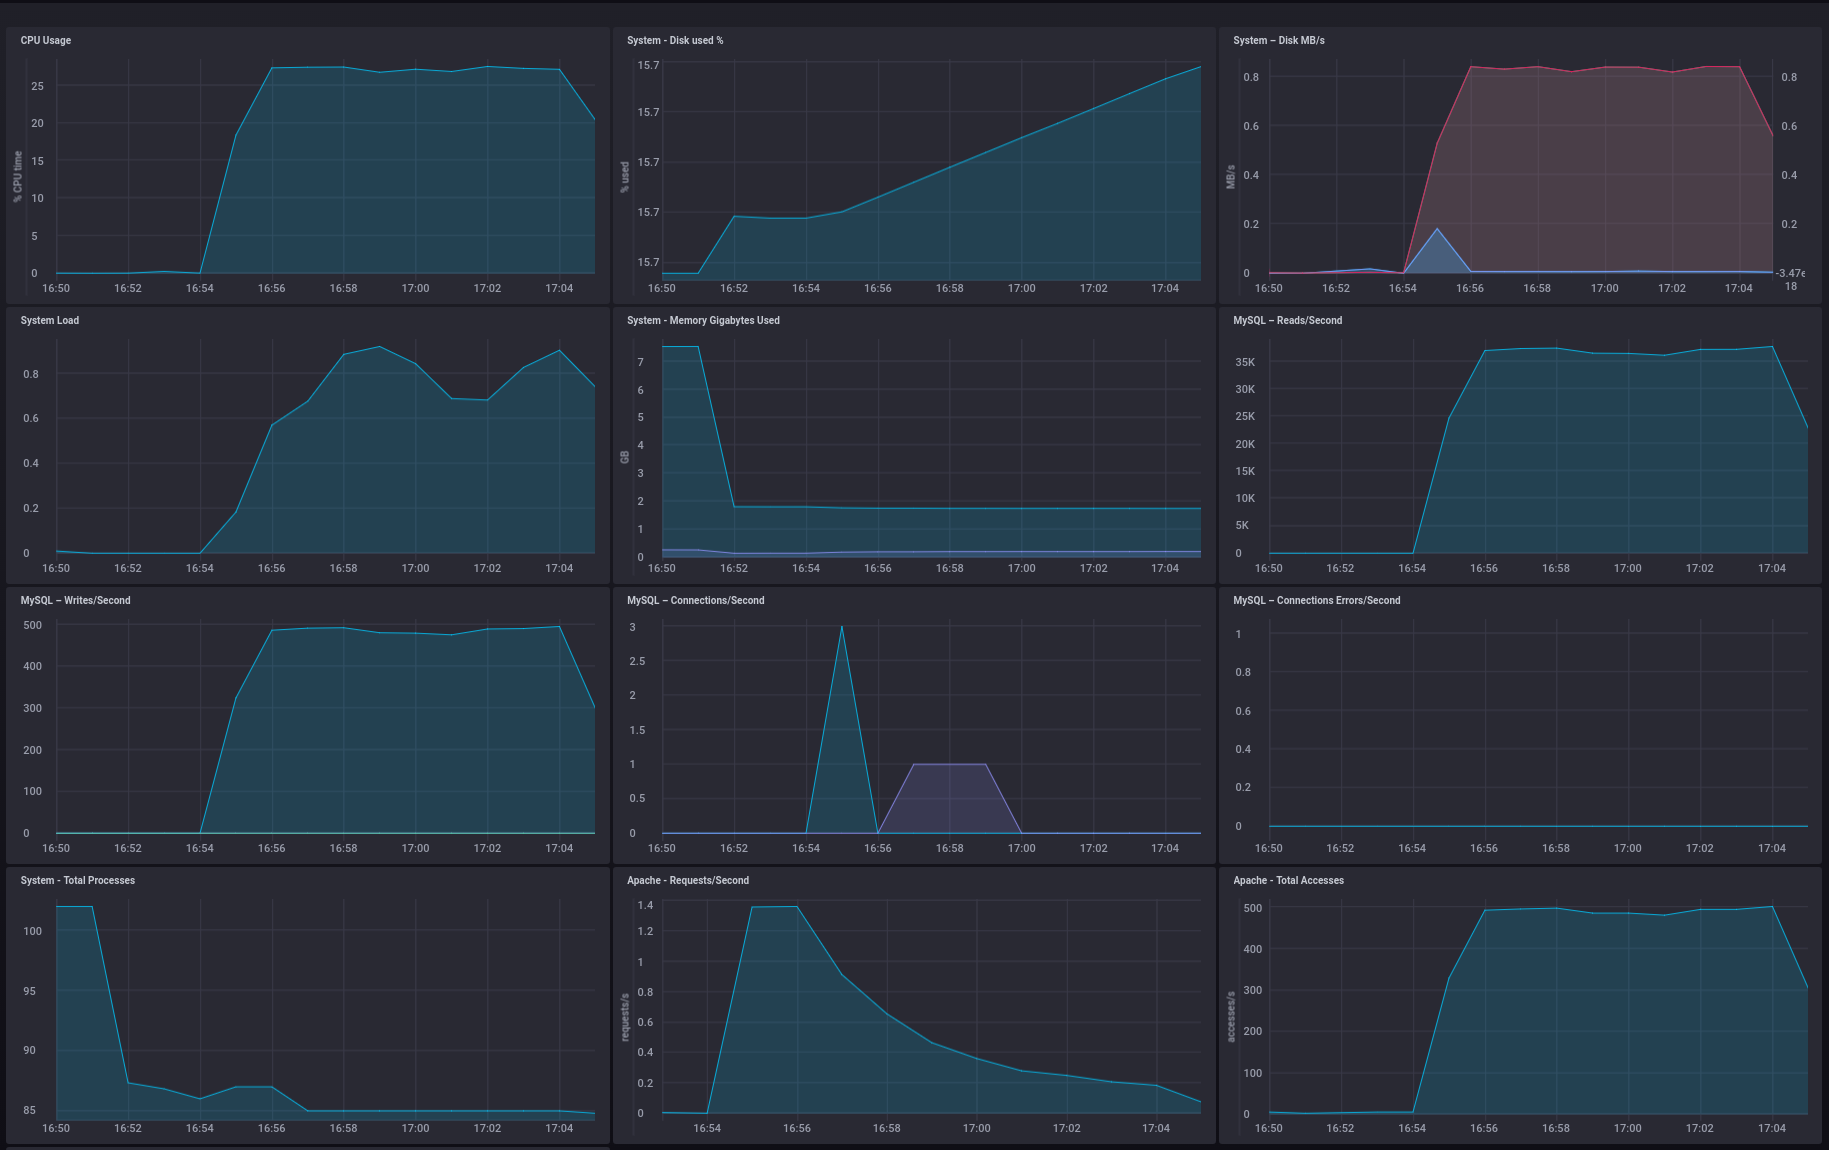 CPU Usage
% CPU time
25
20
15
10
5
0
16:50 16:52 16:54 16:56 16:58 17:00 17:02 17:04
System - Disk used %
% used
15.7
15.7
15.7
15.7
15.7
16:50 16:52 16:54 16:56 16:58 17:00 17:02 17:04
System – Disk MB/s
MB/s
0.8 0.8
0.6 0.6
0.4 0.4
0.2 0.2
0 -3.47e
18
16:50 16:52 16:54 16:56 16:58 17:00 17:02 17:04
System Load
0.8
0.6
0.4
0.2
0
16:50 16:52 16:54 16:56 16:58 17:00 17:02 17:04
System - Memory Gigabytes Used
GB
7
6
5
4
3
2
1
0
16:50 16:52 16:54 16:56 16:58 17:00 17:02 17:04
MySQL – Reads/Second
35K
30K
25K
20K
15K
10K
5K
0
16:50 16:52 16:54 16:56 16:58 17:00 17:02 17:04
MySQL – Writes/Second
500
400
300
200
100
0
16:50 16:52 16:54 16:56 16:58 17:00 17:02 17:04
MySQL – Connections/Second
3
2.5
2
1.5
1
0.5
0
16:50 16:52 16:54 16:56 16:58 17:00 17:02 17:04
MySQL – Connections Errors/Second
1
0.8
0.6
0.4
0.2
0
16:50 16:52 16:54 16:56 16:58 17:00 17:02 17:04
System - Total Processes
100
95
90
85
16:50 16:52 16:54 16:56 16:58 17:00 17:02 17:04
Apache - Requests/Second
requests/s
1.4
1.2
1
0.8
0.6
0.4
0.2
0
16:54 16:56 16:58 17:00 17:02 17:04
Apache - Total Accesses
accesses/s
500
400
300
200
100
0
16:50 16:52 16:54 16:56 16:58 17:00 17:02 17:04